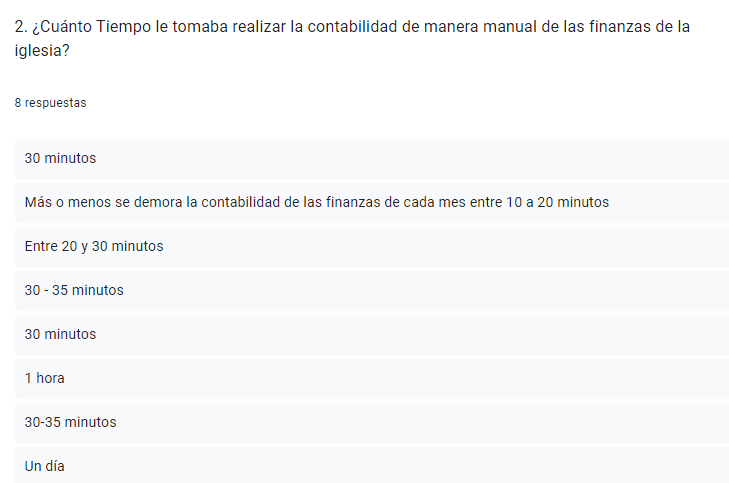 2. ¿Cuánto Tiempo le tomaba realizar la contabilidad de manera manual de las finanzas de la
iglesia?
8 respuestas
30 minutos
Más o menos se demora la contabilidad de las finanzas de cada mes entre 10 a 20 minutos
Entre 20 y 30 minutos
30 - 35 minutos
30 minutos
1 hora
30-35 minutos
Un día